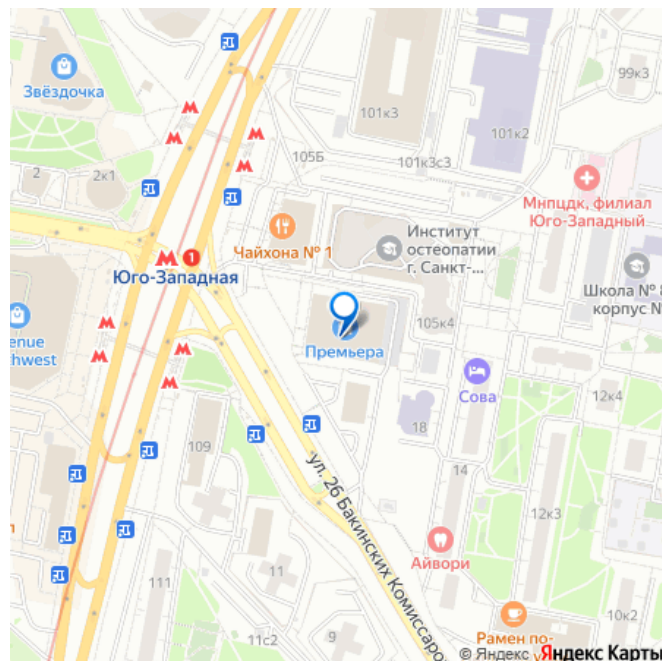 Звёздочка
99к3
101к3
101к2
105Б
101к3с3
2
2к1
Мнпцдк, филиал
Юго-Западный
Чайхона № 1
Институт
остеопатии
г. Санкт-...
М 1
Юго-Западная
Школа № 8
корпус №
enue
hwest
105к4
Премьера
Сова
12к4
18
109
14
ул. 26 Бакинских Комиссаро
12к3
Айвори
11
111
10к2
11с2
9
Рамен по-
© Яндекс Яндекс Карты